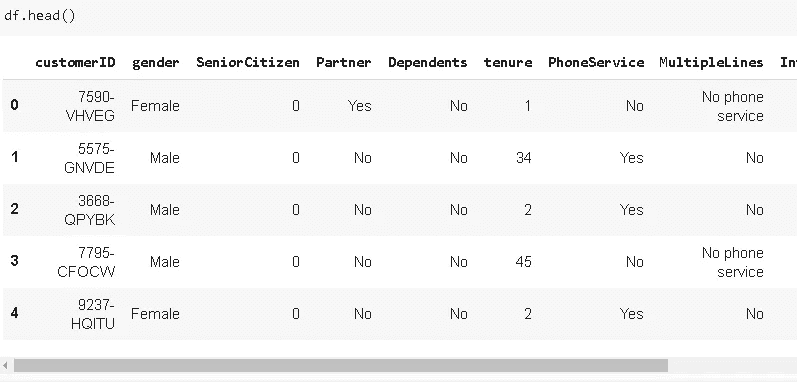 df.head()
customerID gender SeniorCitizen Partner Dependents tenure PhoneService MultipleLines Int
0 7590-VHVEG Female 0 Yes No 1 No No phone service
1 5575-GNVDE Male 0 No No 34 Yes No
2 3668-QPYBK Male 0 No No 2 Yes No
3 7795-CFOCW Male 0 No No 45 No No phone service
4 9237-HQITU Female 0 No No 2 Yes No